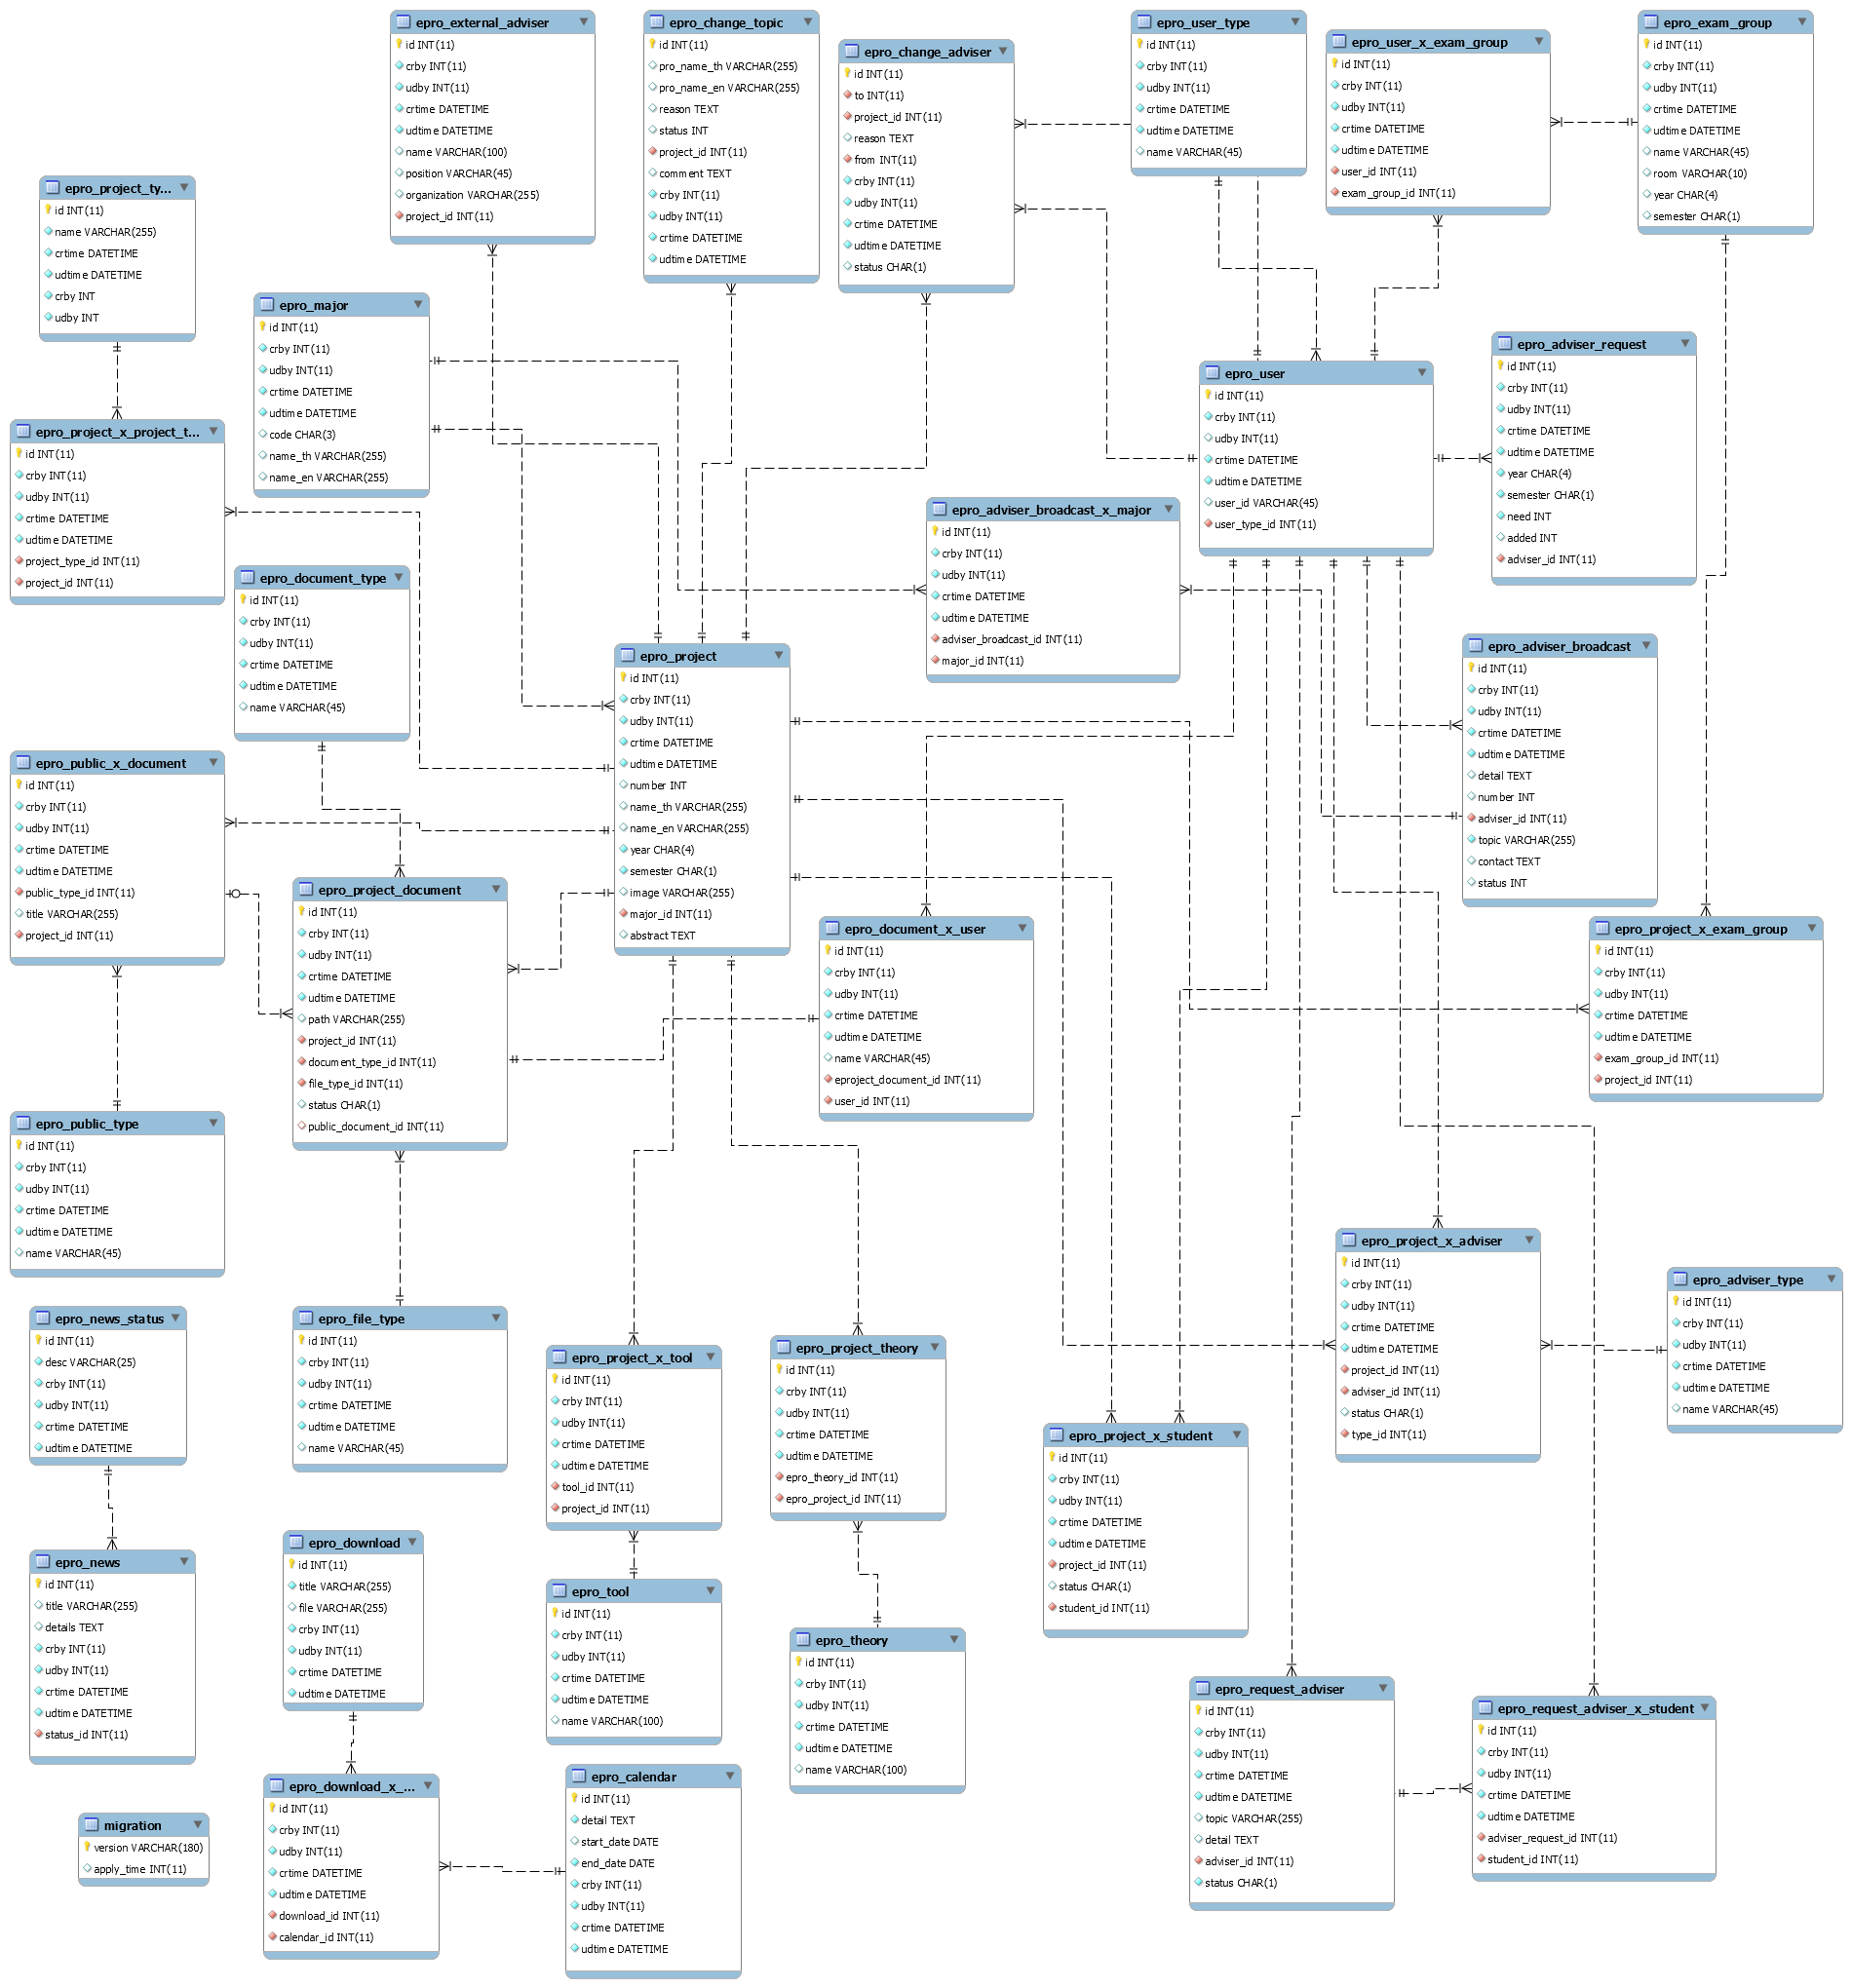 epro_external_adviser
id INT(11)
crby INT(11)
udby INT(11)
crtime DATETIME
udtime DATETIME
name VARCHAR(100)
position VARCHAR(45)
organization VARCHAR(255)
project_id INT(11)
epro_change_topic
id INT(11)
pro_name_th VARCHAR(255)
pro_name_en VARCHAR(255)
reason TEXT
status INT
project_id INT(11)
comment TEXT
crby INT(11)
udby INT(11)
crtime DATETIME
udtime DATETIME
epro_change_adviser
id INT(11)
to INT(11)
project_id INT(11)
reason TEXT
from INT(11)
crby INT(11)
udby INT(11)
crtime DATETIME
udtime DATETIME
status CHAR(1)
epro_user_type
id INT(11)
crby INT(11)
udby INT(11)
crtime DATETIME
udtime DATETIME
name VARCHAR(45)
epro_user_x_exam_group
id INT(11)
crby INT(11)
udby INT(11)
crtime DATETIME
udtime DATETIME
user_id INT(11)
exam_group_id INT(11)
epro_exam_group
id INT(11)
crby INT(11)
udby INT(11)
crtime DATETIME
udtime DATETIME
name VARCHAR(45)
room VARCHAR(10)
year CHAR(4)
semester CHAR(1)
epro_project_ty...
id INT(11)
name VARCHAR(255)
crtime DATETIME
udtime DATETIME
crby INT
udby INT
epro_major
id INT(11)
crby INT(11)
udby INT(11)
crtime DATETIME
udtime DATETIME
code CHAR(3)
name_th VARCHAR(255)
name_en VARCHAR(255)
epro_user
id INT(11)
crby INT(11)
udby INT(11)
crtime DATETIME
udtime DATETIME
user_id VARCHAR(45)
user_type_id INT(11)
epro_adviser_request
id INT(11)
crby INT(11)
udby INT(11)
crtime DATETIME
udtime DATETIME
year CHAR(4)
semester CHAR(1)
need INT
added INT
adviser_id INT(11)
epro_project_x_project_t...
id INT(11)
crby INT(11)
udby INT(11)
crtime DATETIME
udtime DATETIME
project_type_id INT(11)
project_id INT(11)
epro_document_type
id INT(11)
crby INT(11)
udby INT(11)
crtime DATETIME
udtime DATETIME
name VARCHAR(45)
epro_adviser_broadcast_x_major
id INT(11)
crby INT(11)
udby INT(11)
crtime DATETIME
udtime DATETIME
adviser_broadcast_id INT(11)
major_id INT(11)
epro_project
id INT(11)
crby INT(11)
udby INT(11)
crtime DATETIME
udtime DATETIME
number INT
name_th VARCHAR(255)
name_en VARCHAR(255)
year CHAR(4)
semester CHAR(1)
image VARCHAR(255)
major_id INT(11)
abstract TEXT
epro_adviser_broadcast
id INT(11)
crby INT(11)
udby INT(11)
crtime DATETIME
udtime DATETIME
detail TEXT
number INT
adviser_id INT(11)
topic VARCHAR(255)
contact TEXT
status INT
epro_public_x_document
id INT(11)
crby INT(11)
udby INT(11)
crtime DATETIME
udtime DATETIME
public_type_id INT(11)
title VARCHAR(255)
project_id INT(11)
epro_project_document
id INT(11)
crby INT(11)
udby INT(11)
crtime DATETIME
udtime DATETIME
path VARCHAR(255)
project_id INT(11)
document_type_id INT(11)
file_type_id INT(11)
status CHAR(1)
public_document_id INT(11)
epro_document_x_user
id INT(11)
crby INT(11)
udby INT(11)
crtime DATETIME
udtime DATETIME
name VARCHAR(45)
eproject_document_id INT(11)
user_id INT(11)
epro_project_x_exam_group
id INT(11)
crby INT(11)
udby INT(11)
crtime DATETIME
udtime DATETIME
exam_group_id INT(11)
project_id INT(11)
epro_public_type
id INT(11)
crby INT(11)
udby INT(11)
crtime DATETIME
udtime DATETIME
name VARCHAR(45)
epro_project_x_adviser
id INT(11)
crby INT(11)
udby INT(11)
crtime DATETIME
udtime DATETIME
project_id INT(11)
adviser_id INT(11)
status CHAR(1)
type_id INT(11)
epro_adviser_type
id INT(11)
crby INT(11)
udby INT(11)
crtime DATETIME
udtime DATETIME
name VARCHAR(45)
epro_news_status
id INT(11)
desc VARCHAR(25)
crby INT(11)
udby INT(11)
crtime DATETIME
udtime DATETIME
epro_file_type
id INT(11)
crby INT(11)
udby INT(11)
crtime DATETIME
udtime DATETIME
name VARCHAR(45)
epro_project_x_tool
id INT(11)
crby INT(11)
udby INT(11)
crtime DATETIME
udtime DATETIME
tool_id INT(11)
project_id INT(11)
epro_project_theory
id INT(11)
crby INT(11)
udby INT(11)
crtime DATETIME
udtime DATETIME
epro_theory_id INT(11)
epro_project_id INT(11)
epro_project_x_student
id INT(11)
crby INT(11)
udby INT(11)
crtime DATETIME
udtime DATETIME
project_id INT(11)
status CHAR(1)
student_id INT(11)
epro_news
id INT(11)
title VARCHAR(255)
details TEXT
crby INT(11)
udby INT(11)
crtime DATETIME
udtime DATETIME
status_id INT(11)
epro_download
id INT(11)
title VARCHAR(255)
file VARCHAR(255)
crby INT(11)
udby INT(11)
crtime DATETIME
udtime DATETIME
epro_tool
id INT(11)
crby INT(11)
udby INT(11)
crtime DATETIME
udtime DATETIME
name VARCHAR(100)
epro_theory
id INT(11)
crby INT(11)
udby INT(11)
crtime DATETIME
udtime DATETIME
name VARCHAR(100)
epro_request_adviser
id INT(11)
crby INT(11)
udby INT(11)
crtime DATETIME
udtime DATETIME
topic VARCHAR(255)
detail TEXT
adviser_id INT(11)
status CHAR(1)
epro_request_adviser_x_student
id INT(11)
crby INT(11)
udby INT(11)
crtime DATETIME
udtime DATETIME
adviser_request_id INT(11)
student_id INT(11)
migration
version VARCHAR(180)
apply_time INT(11)
epro_download_x_...
id INT(11)
crby INT(11)
udby INT(11)
crtime DATETIME
udtime DATETIME
download_id INT(11)
calendar_id INT(11)
epro_calendar
id INT(11)
detail TEXT
start_date DATE
end_date DATE
crby INT(11)
udby INT(11)
crtime DATETIME
udtime DATETIME